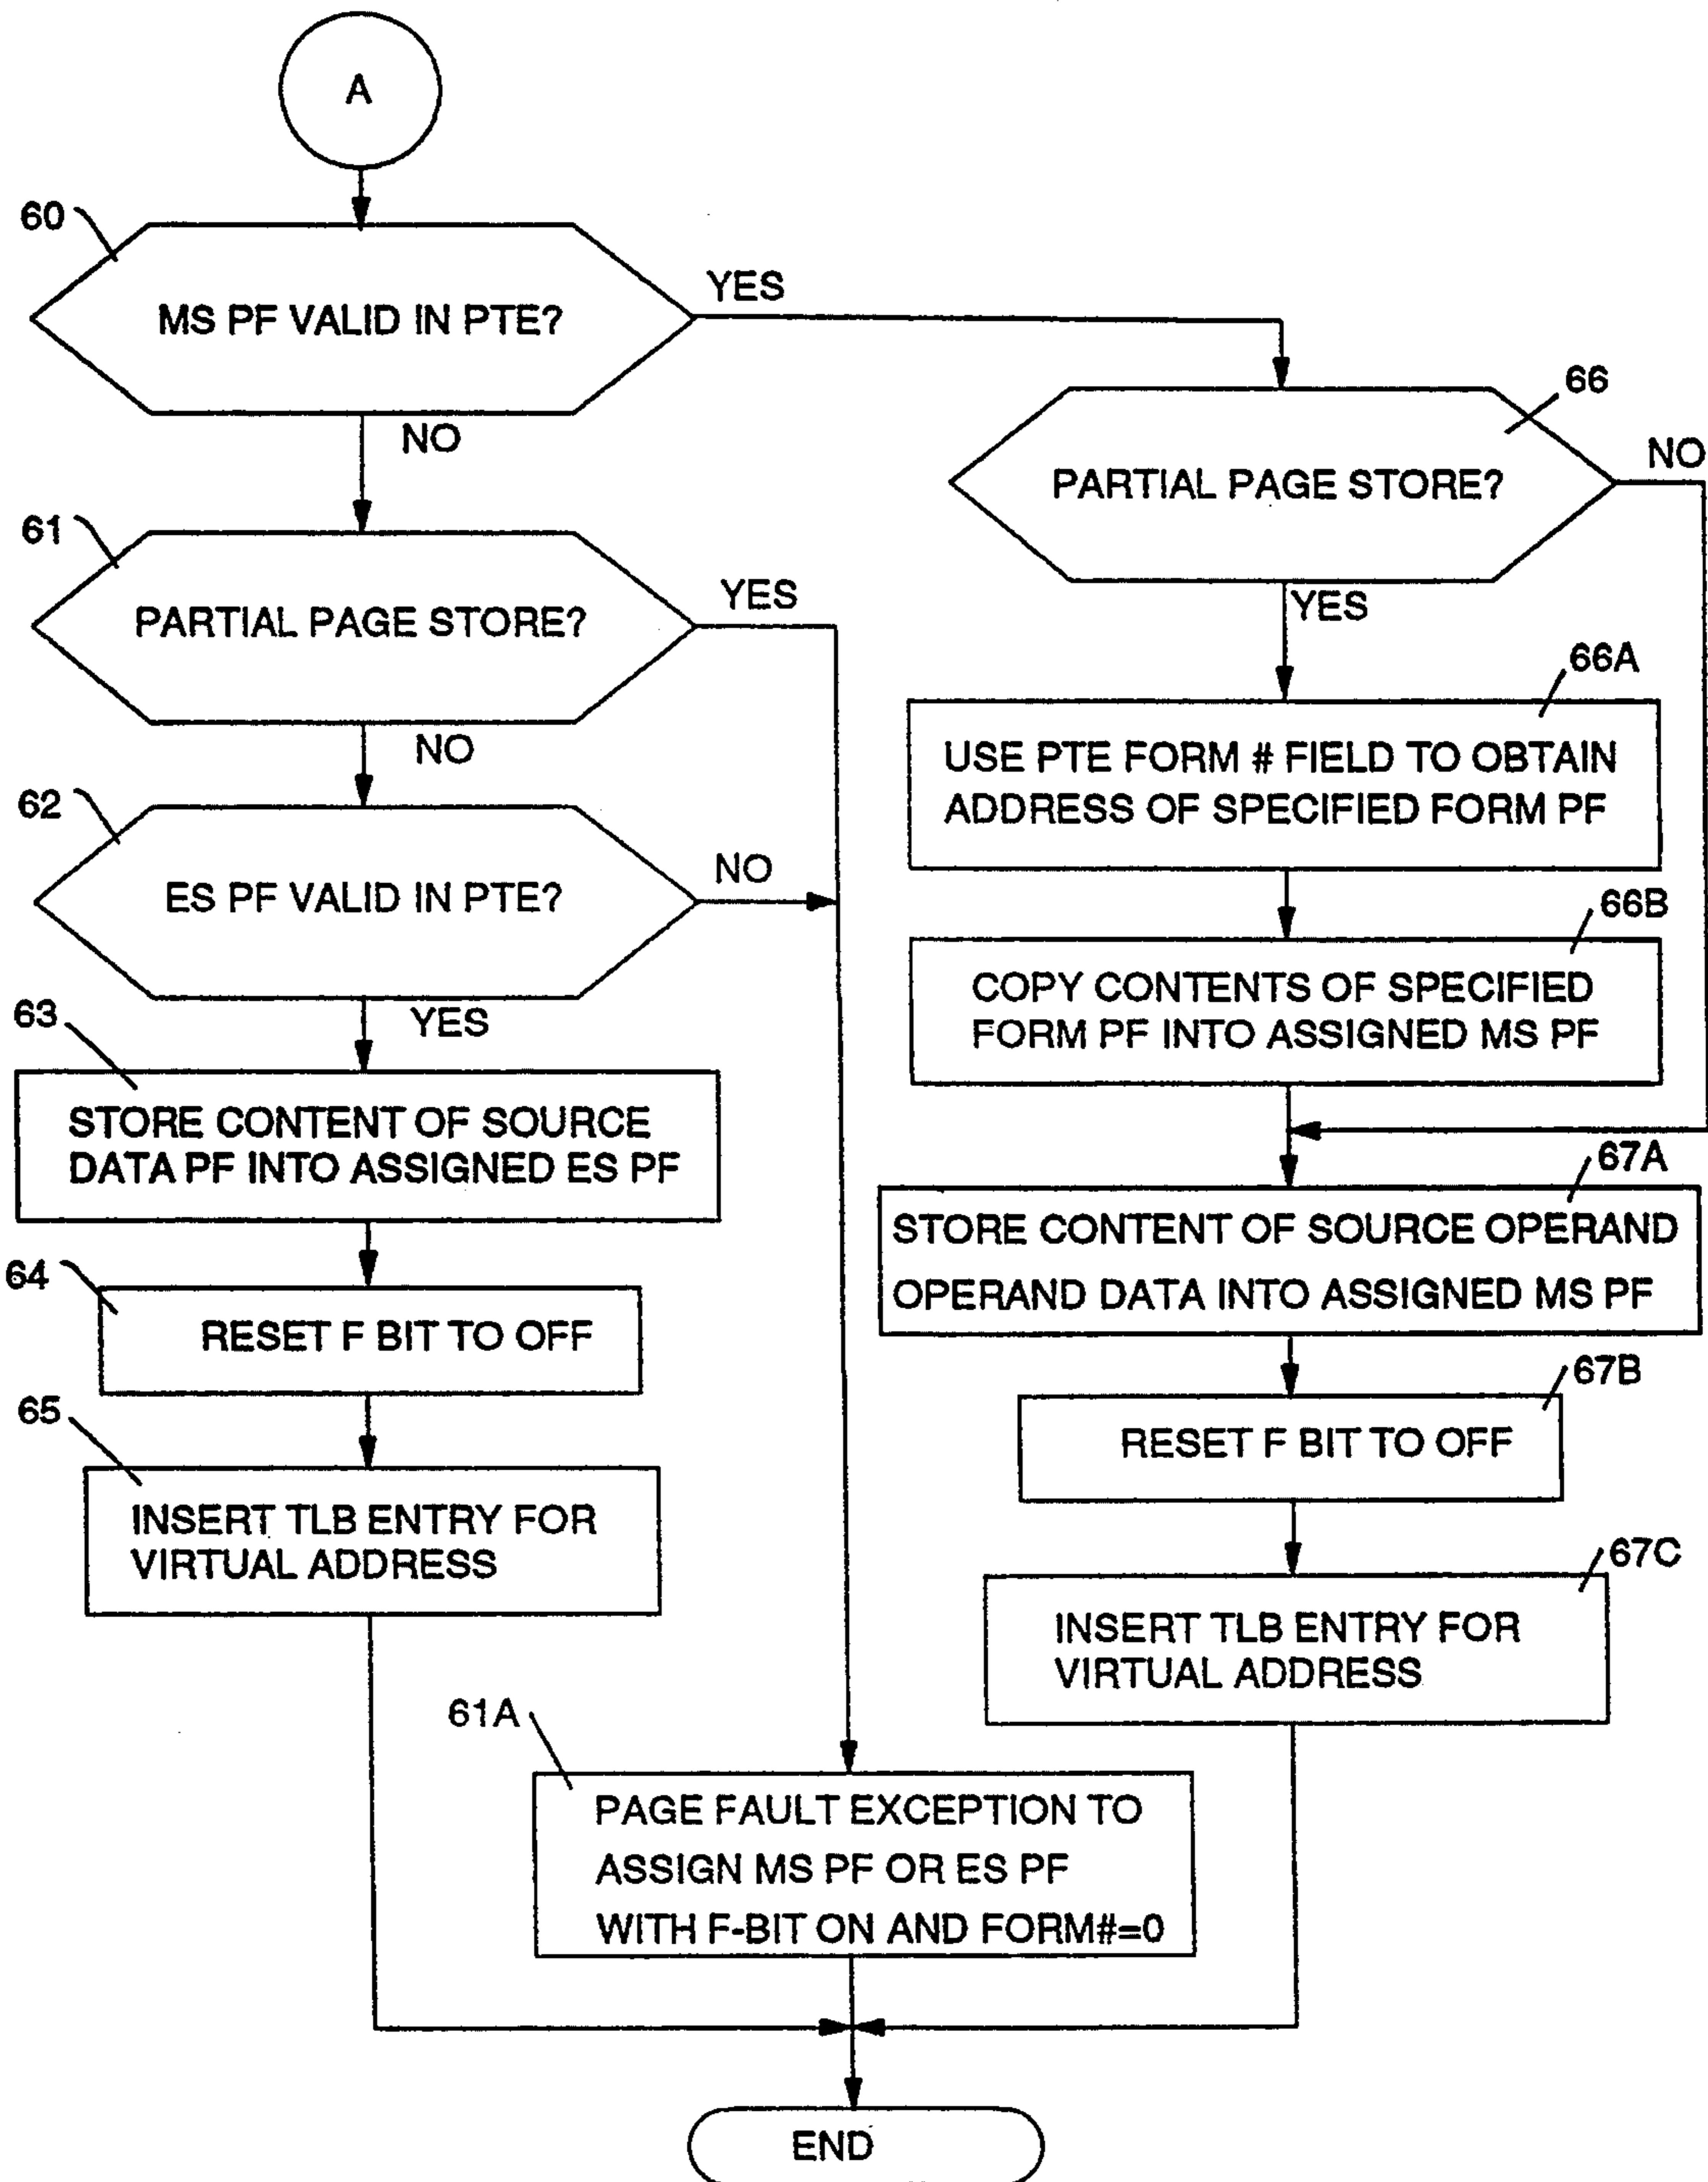 A
60
MS PF VALID IN PTE?
YES
NO
66
PARTIAL PAGE STORE?
NO
YES
61
PARTIAL PAGE STORE?
YES
NO
62
ES PF VALID IN PTE?
NO
YES
63
STORE CONTENT OF SOURCE
DATA PF INTO ASSIGNED ES PF
64
RESET F BIT TO OFF
65
INSERT TLB ENTRY FOR
VIRTUAL ADDRESS
66A
USE PTE FORM # FIELD TO OBTAIN
ADDRESS OF SPECIFIED FORM PF
66B
COPY CONTENTS OF SPECIFIED
FORM PF INTO ASSIGNED MS PF
67A
STORE CONTENT OF SOURCE OPERAND
OPERAND DATA INTO ASSIGNED MS PF
67B
RESET F BIT TO OFF
67C
INSERT TLB ENTRY FOR
VIRTUAL ADDRESS
61A
PAGE FAULT EXCEPTION TO
ASSIGN MS PF OR ES PF
WITH F-BIT ON AND FORM#=0
END